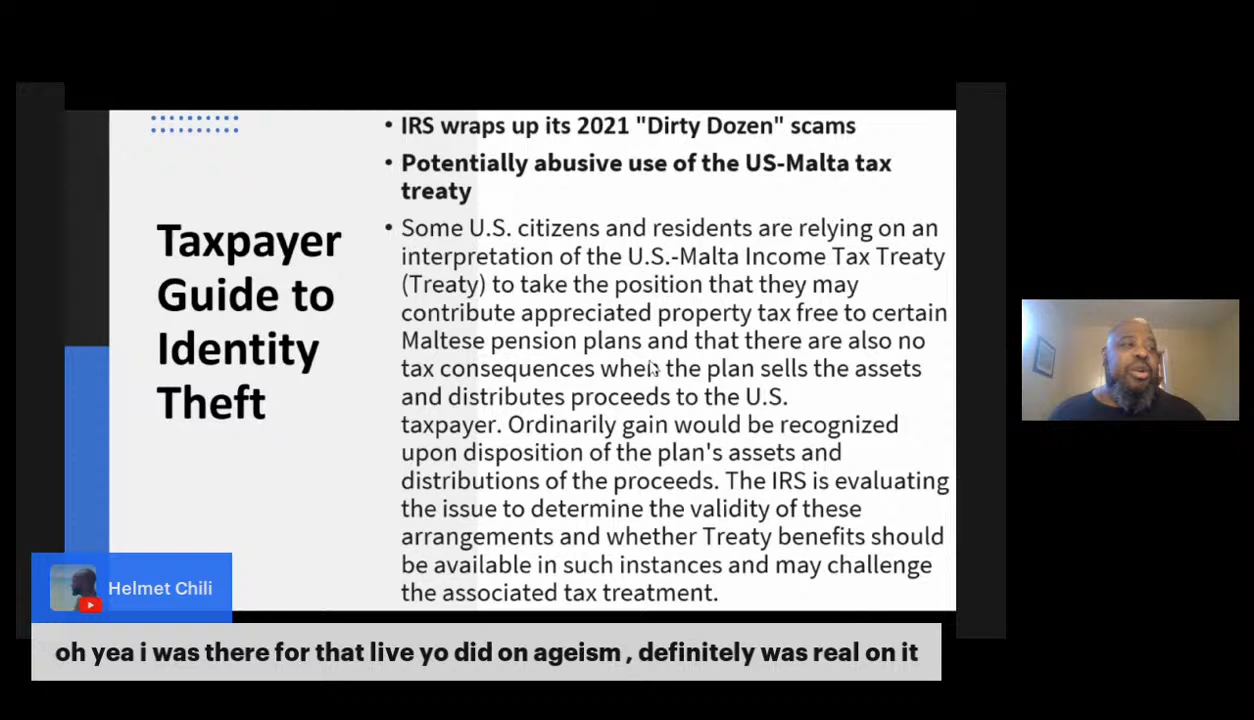 IRS wraps up its 2021 "Dirty Dozen" scams
Potentially abusive use of the US-Malta tax
treaty
Taxpayer
Guide to
Identity
Theft
Some U.S. citizens and residents are relying on an
interpretation of the U.S.-Malta Income Tax Treaty
(Treaty) to take the position that they may
contribute appreciated property tax free to certain
Maltese pension plans and that there are also no
tax consequences when the plan sells the assets
and distributes proceeds to the U.S.
taxpayer. Ordinarily gain would be recognized
upon disposition of the plan's assets and
distributions of the proceeds. The IRS is evaluating
the issue to determine the validity of these
arrangements and whether Treaty benefits should
be available in such instances and may challenge
the associated tax treatment.
Helmet Chili
oh yea i was there for that live yo did on ageism , definitely was real on it